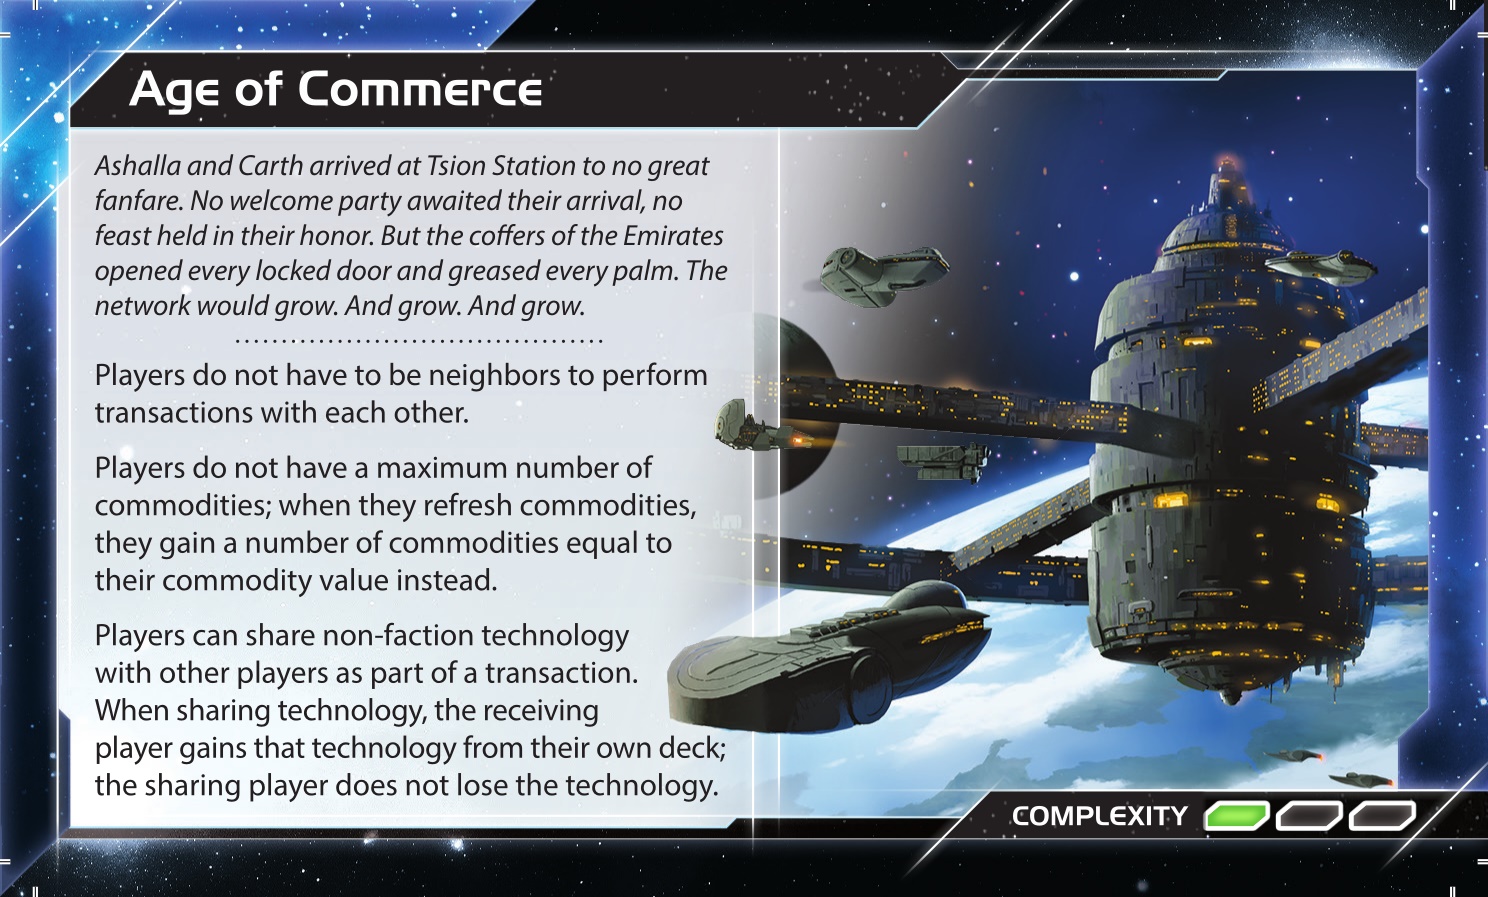 Age of Commerce
Ashalla and Carth arrived at Tsion Station to no great
fanfare. No welcome party awaited their arrival, no
feast held in their honor. But the coffers of the Emirates
opened every locked door and greased every palm. The
network would grow. And grow. And grow.
Players do not have to be neighbors to perform
transactions with each other.
Players do not have a maximum number of
commodities; when they refresh commodities,
they gain a number of commodities equal to
their commodity value instead.
Players can share non-faction technology
with other players as part of a transaction.
When sharing technology, the receiving
player gains that technology from their own deck;
the sharing player does not lose the technology.
COMPLEXITY